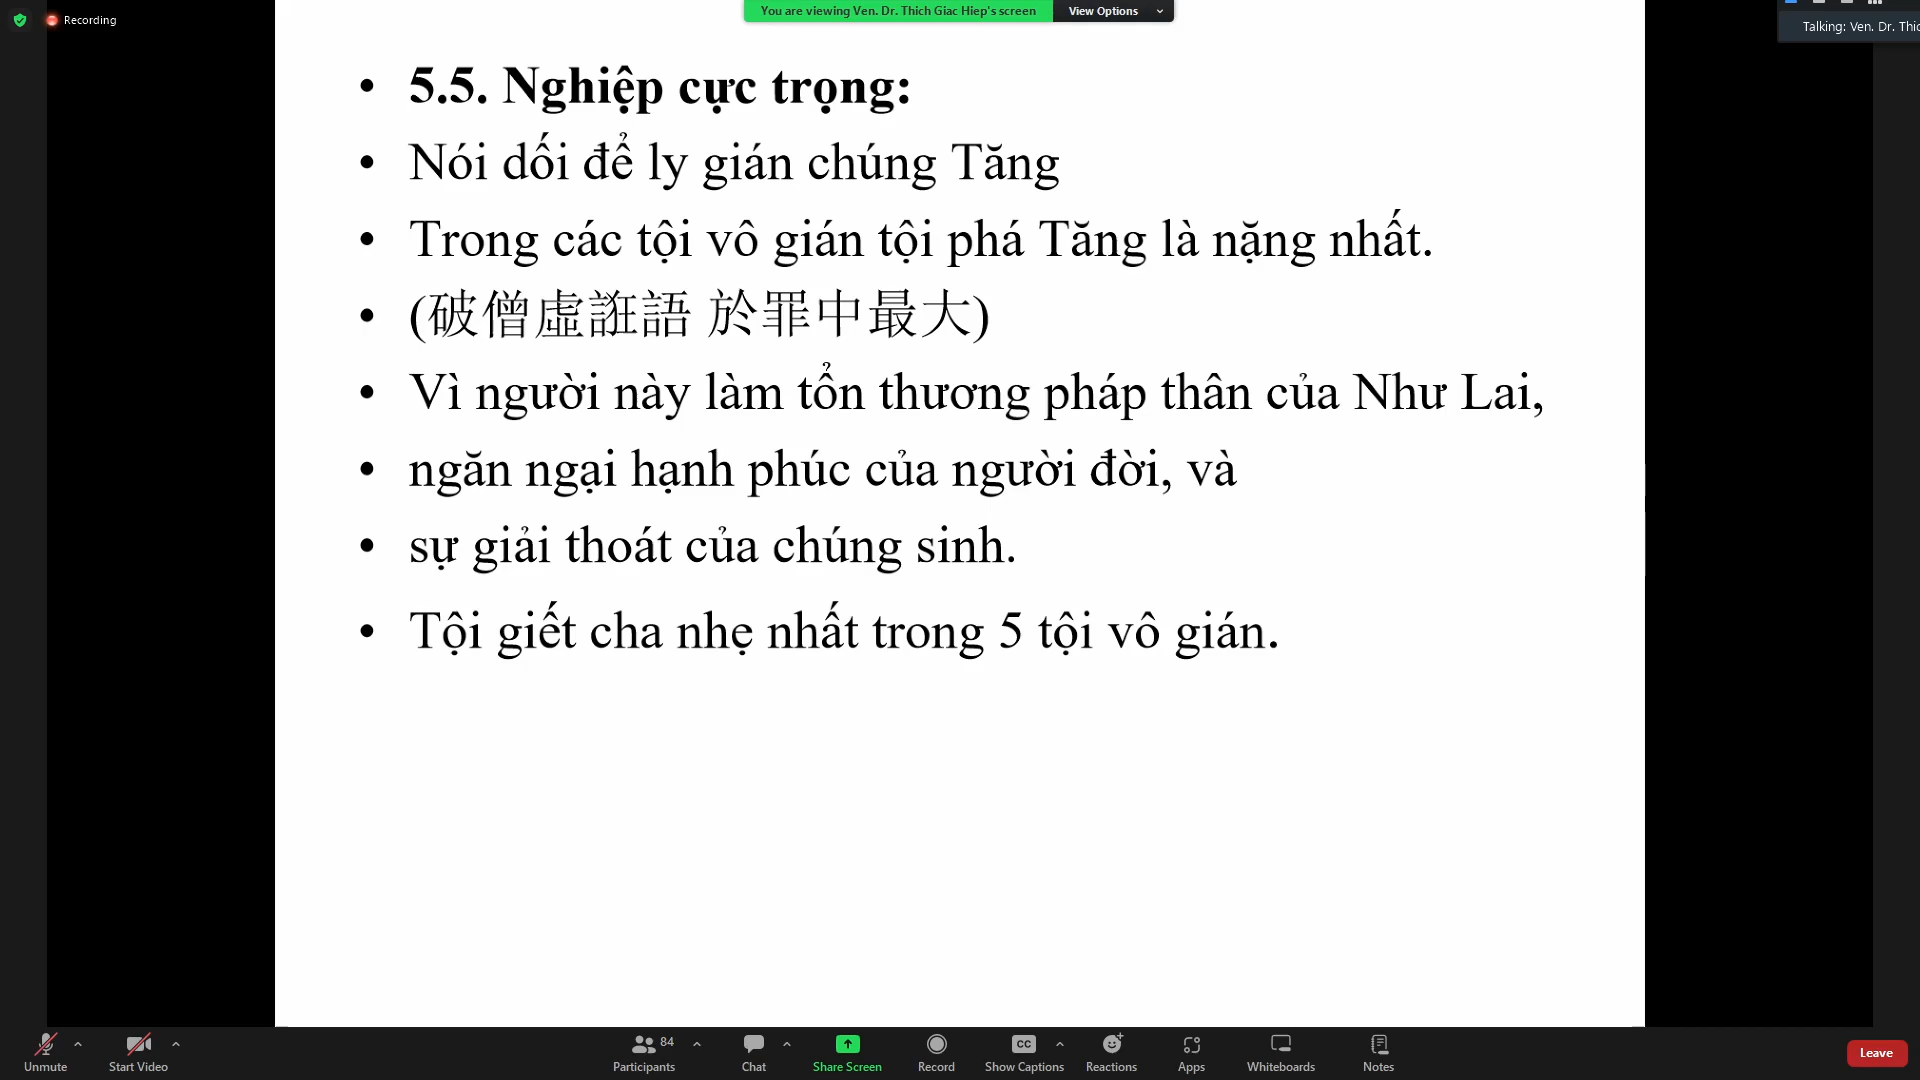 Recording
You are viewing Ven. Dr. Thich Giac Hiep's screen View Options
Talking: Ven. Dr. Thic
• 5.5. Nghiệp cực trọng:
• Nói dối để ly gián chúng Tăng
• Trong các tội vô gián tội phá Tăng là nặng nhất.
• (破僧虛誑語 於罪中最大)
• Vì người này làm tổn thương pháp thân của Như Lai,
• ngăn ngại hạnh phúc của người đời, và
• sự giải thoát của chúng sinh.
• Tội giết cha nhẹ nhất trong 5 tội vô gián.
84
CC
Unmute Start Video Participants Chat Share Screen Record Show Captions Reactions Apps Whiteboards Notes Leave